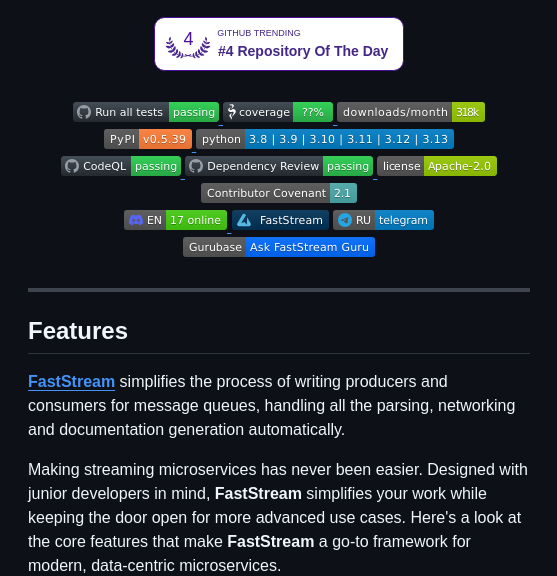 4
GITHUB TRENDING
#4 Repository Of The Day
Run all tests passing coverage ??% downloads/month 318k
PyPI v0.5.39 python 3.8 | 3.9 | 3.10 | 3.11 | 3.12 | 3.13
CodeQL passing Dependency Review passing license Apache-2.0
Contributor Covenant 2.1
EN 17 online FastStream RU telegram
Gurubase Ask FastStream Guru
Features
FastStream simplifies the process of writing producers and
consumers for message queues, handling all the parsing, networking
and documentation generation automatically.
Making streaming microservices has never been easier. Designed with
junior developers in mind, FastStream simplifies your work while
keeping the door open for more advanced use cases. Here's a look at
the core features that make FastStream a go-to framework for
modern, data-centric microservices.